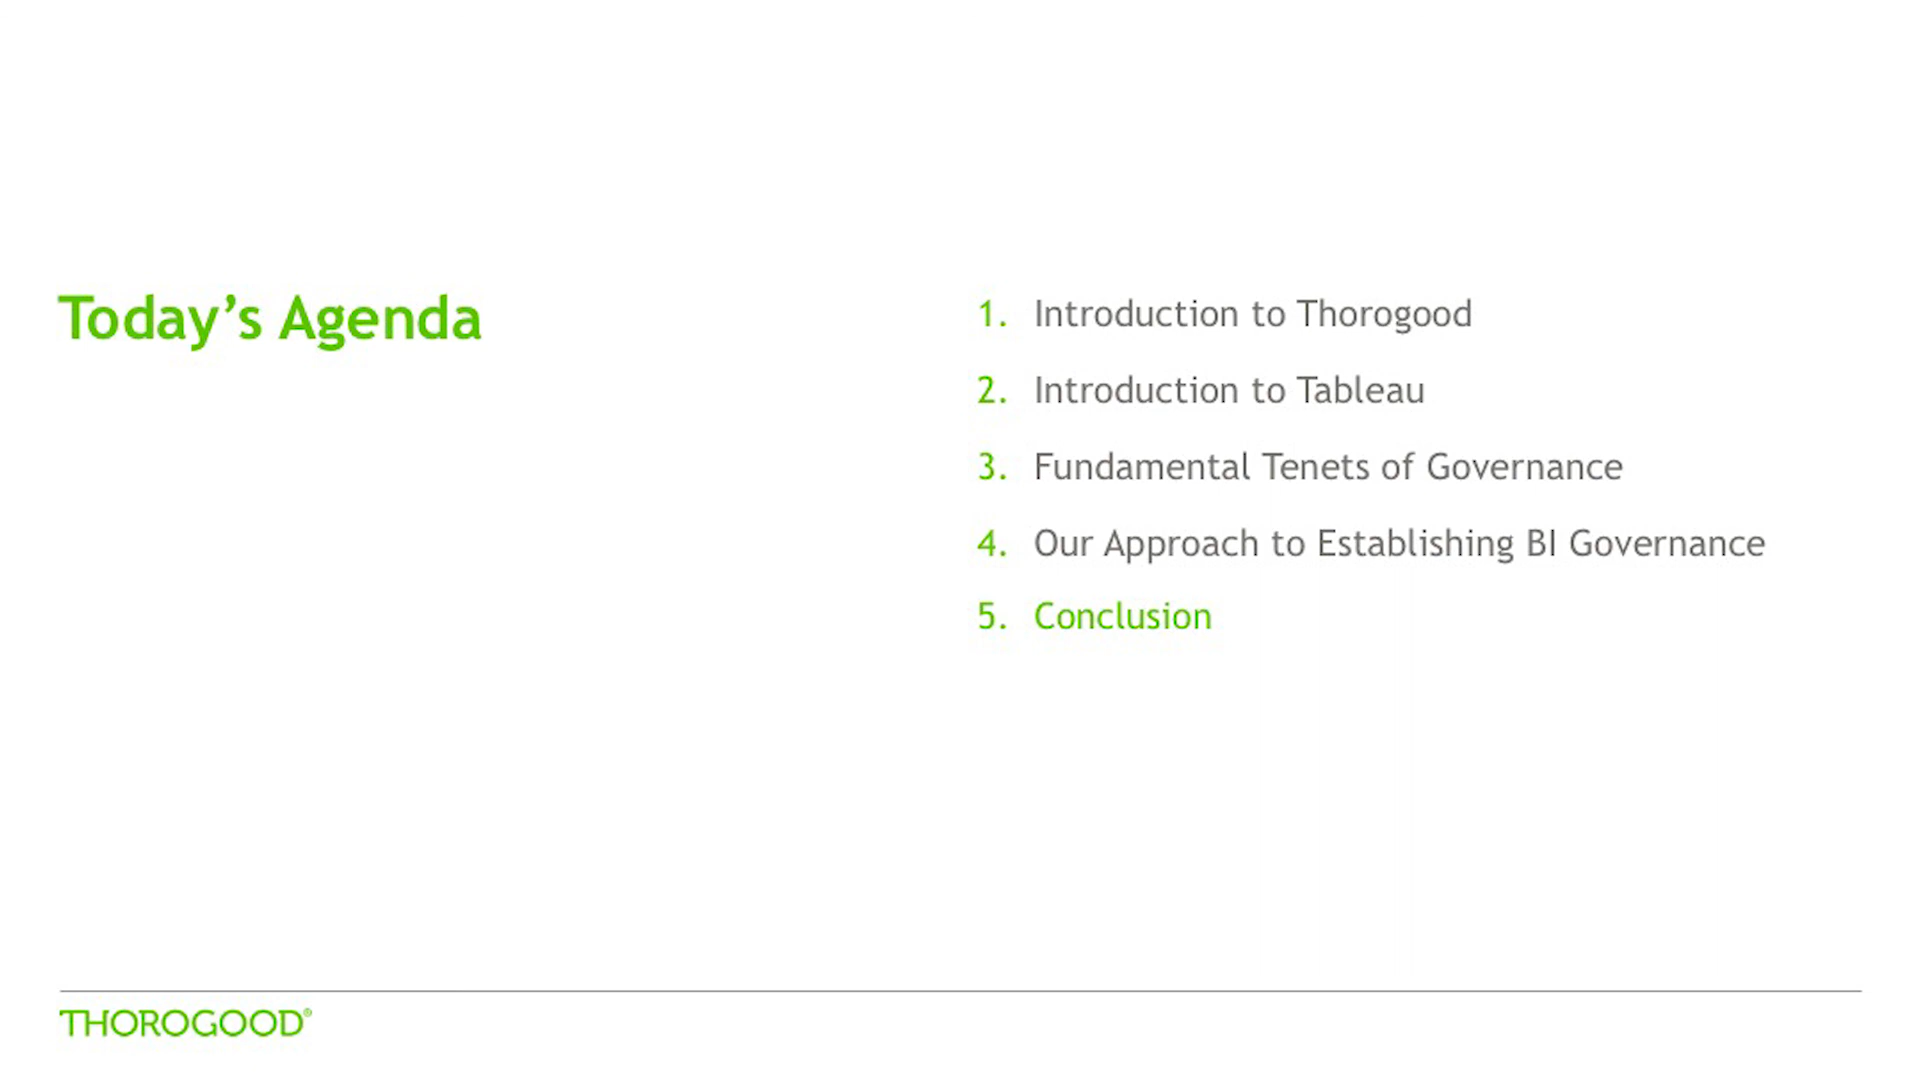 Today’s Agenda
1. Introduction to Thorogood
2. Introduction to Tableau
3. Fundamental Tenets of Governance
4. Our Approach to Establishing BI Governance
5. Conclusion
THOROGOOD®